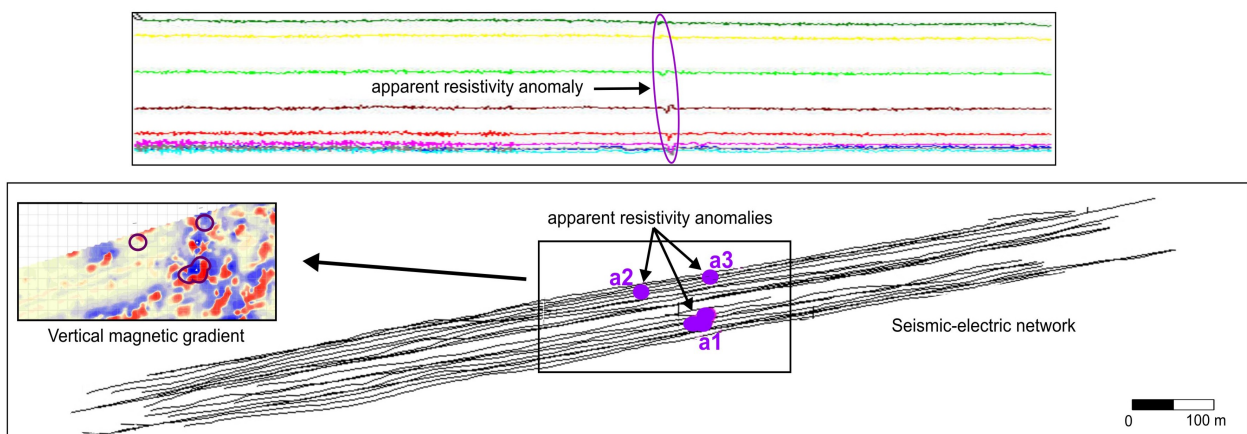 apparent resistivity anomaly
apparent resistivity anomalies
a2
a3
a1
Vertical magnetic gradient
Seismic-electric network
0 100 m